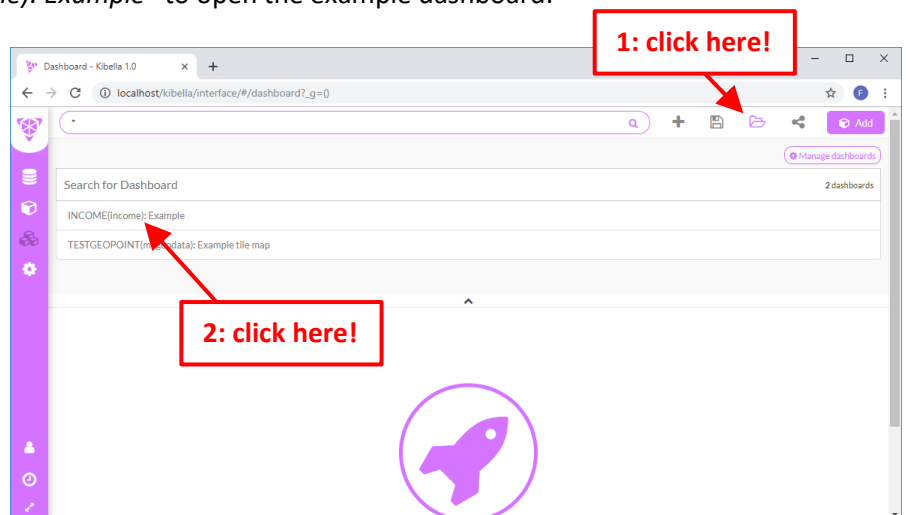 e): Example" to open the example dashboard.
1: click here!
Dashboard - Kibella 1.0
localhost/kibella/interface/#/dashboard?_g=()
F
*
Add
Manage dashboards
Search for Dashboard
2 dashboards
INCOME(income): Example
TESTGEOPOINT( data): Example tile map
2: click here!